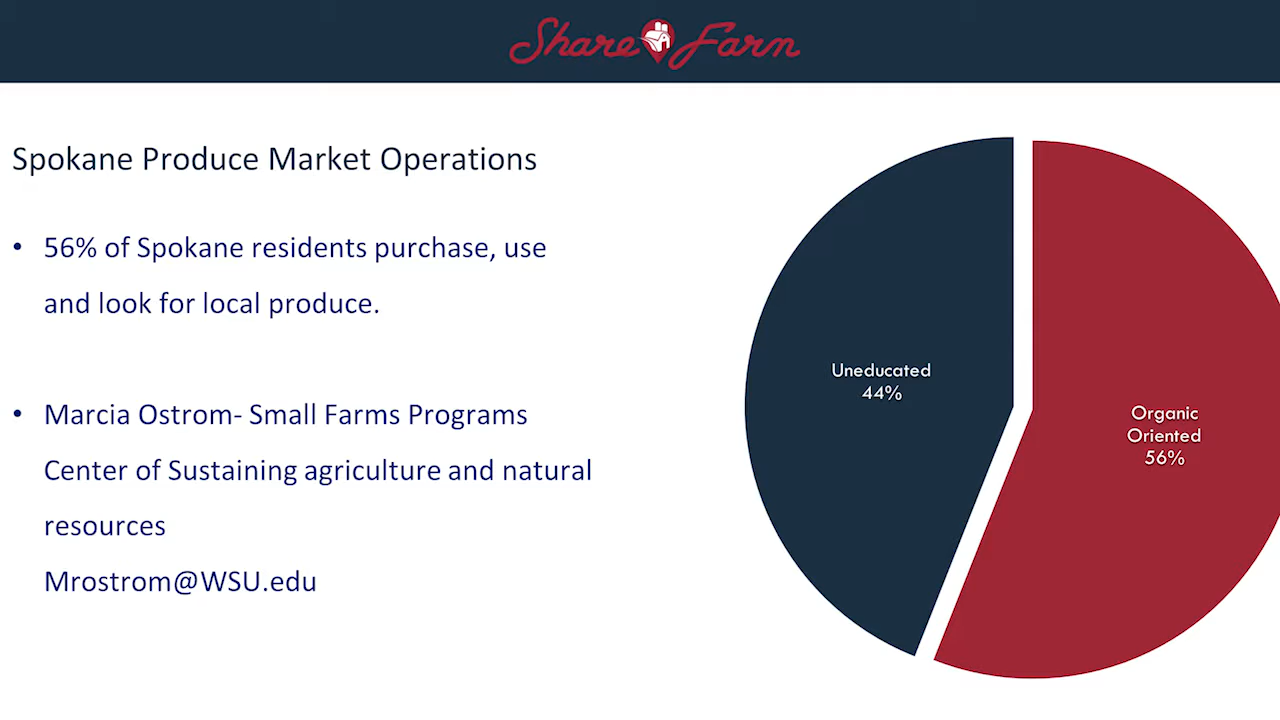 Share Farm
Spokane Produce Market Operations
• 56% of Spokane residents purchase, use
and look for local produce.
• Marcia Ostrom- Small Farms Programs
Center of Sustaining agriculture and natural
resources
Mrostrom@WSU.edu
Uneducated
44%
Organic
Oriented
56%